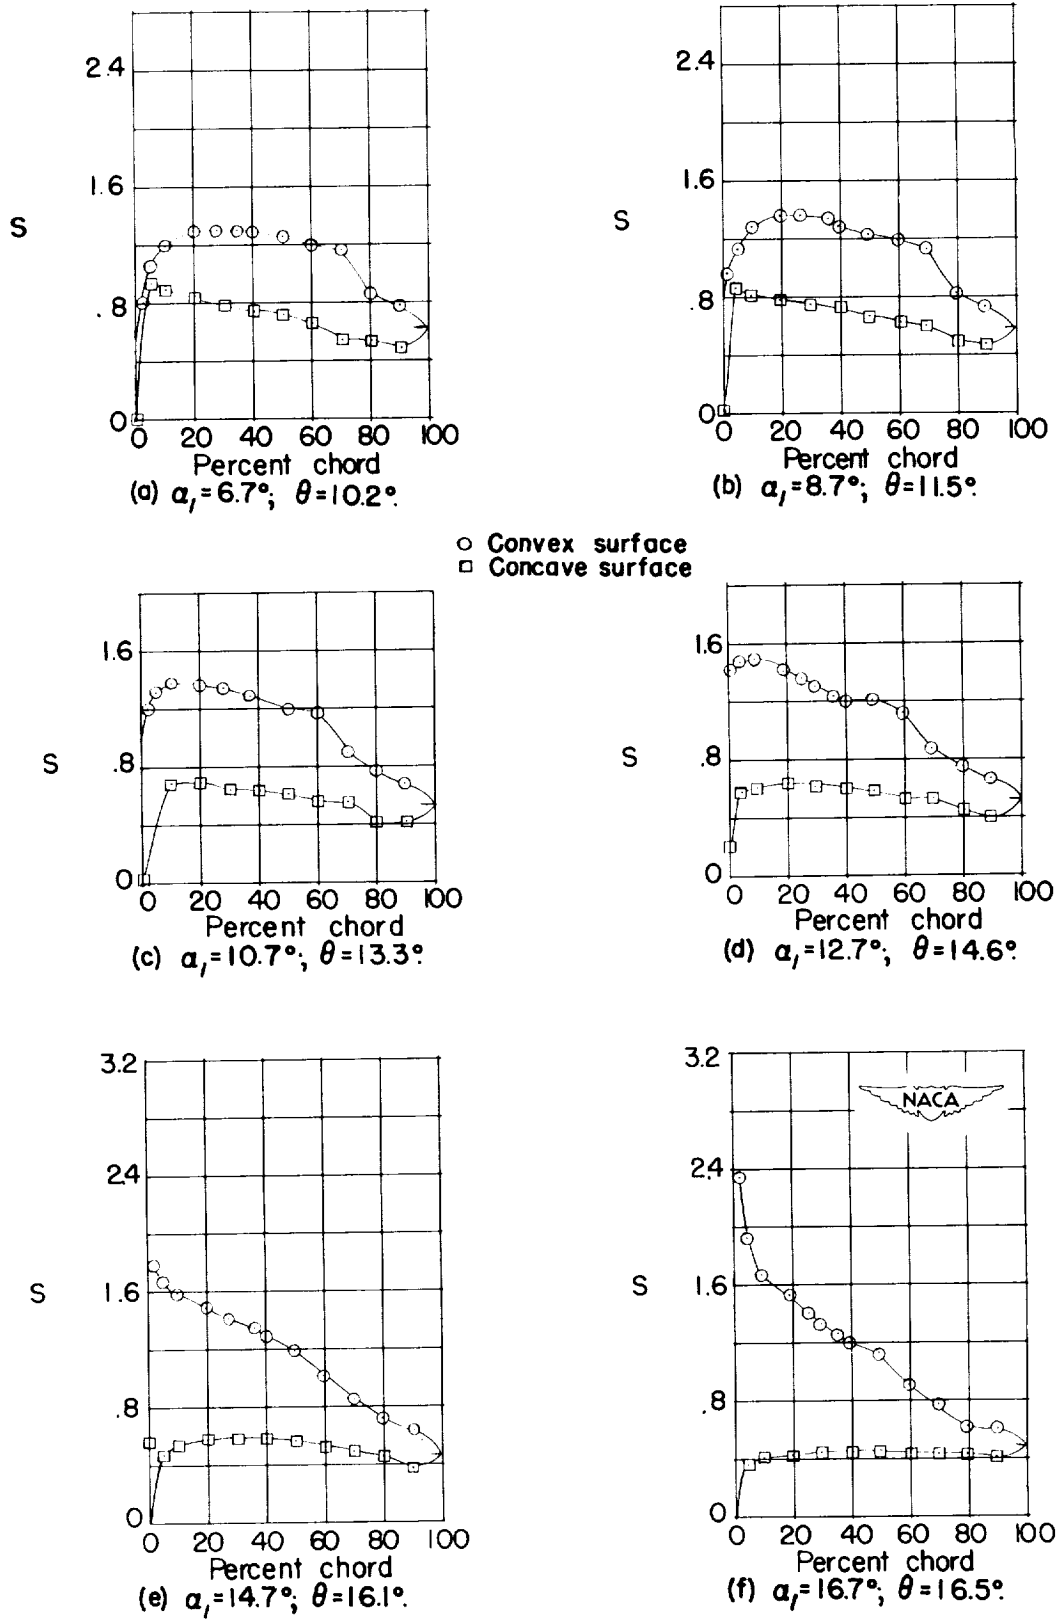 2.4
1.6
S
.8
0
0 20 40 60 80 100
Percent chord
(a) α₁=6.7°; θ=10.2°.
2.4
1.6
S
.8
0
0 20 40 60 80 100
Percent chord
(b) α₁=8.7°; θ=11.5°.
Convex surface
Concave surface
1.6
S
.8
0
0 20 40 60 80 100
Percent chord
(c) α₁=10.7°; θ=13.3°.
1.6
S
.8
0
0 20 40 60 80 100
Percent chord
(d) α₁=12.7°; θ=14.6°.
3.2
2.4
S
1.6
.8
0
0 20 40 60 80 100
Percent chord
(e) α₁=14.7°; θ=16.1°.
3.2
NACA
2.4
S
1.6
.8
0
0 20 40 60 80 100
Percent chord
(f) α₁=16.7°; θ=16.5°.